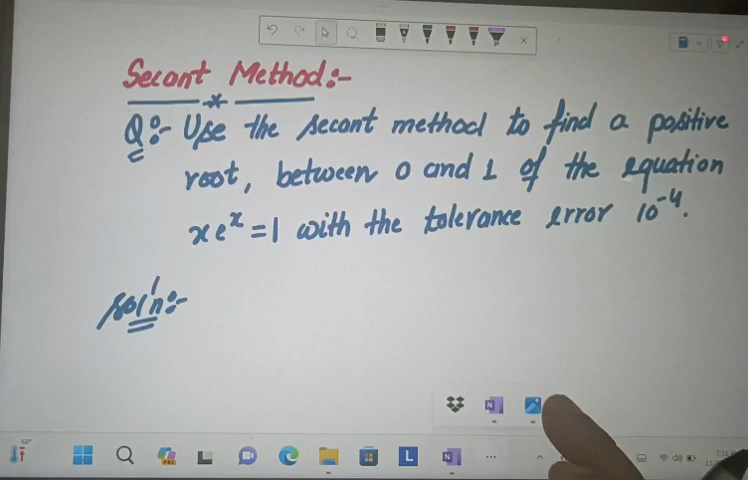 Secant Method:-
Q:- Use the secant method to find a positive
root, between 0 and 1 of the equation
xe^x = 1 with the tolerance error 10^-4.
Sol'n:-
60°